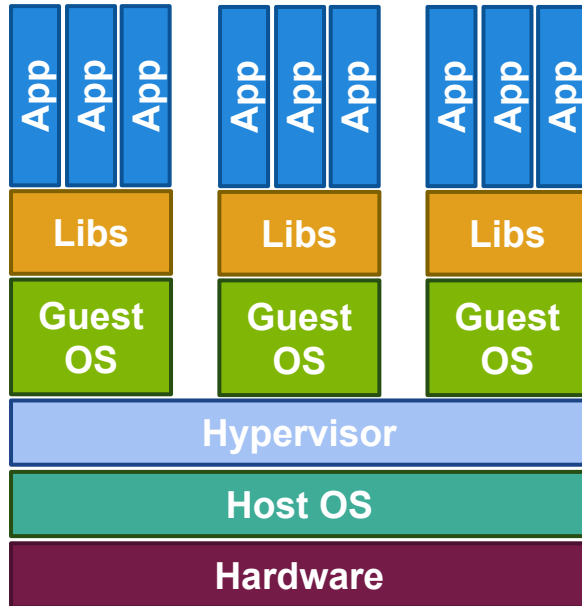 App App App App App App App App App
Libs Libs Libs
Guest Guest Guest
OS OS OS
Hypervisor
Host OS
Hardware